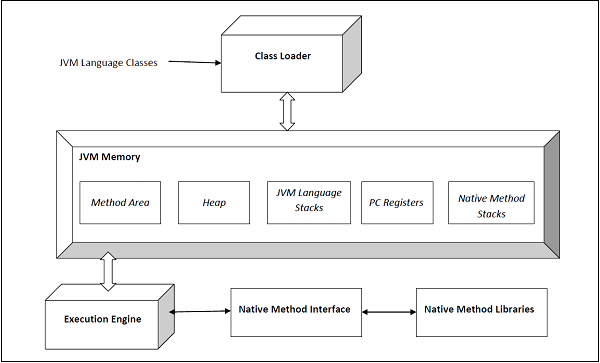 Class Loader
JVM Language Classes
JVM Memory
Method Area
Heap
JVM Language
Stacks
PC Registers
Native Method
Stacks
Execution Engine
Native Method Interface
Native Method Libraries